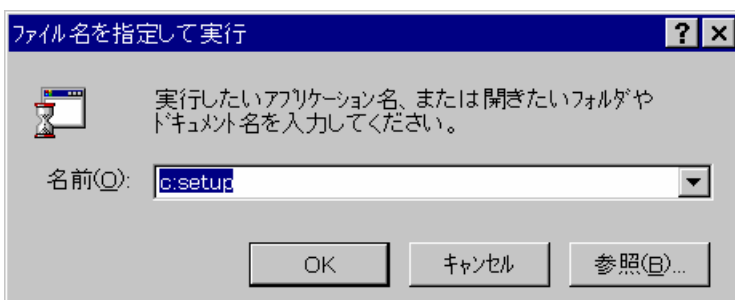 ファイル名を指定して実行
実行したいアプリケーション名、または開きたいフォルダや
ドキュメント名を入力してください。
名前(O): c:setup
OK キャンセル 参照(B)...